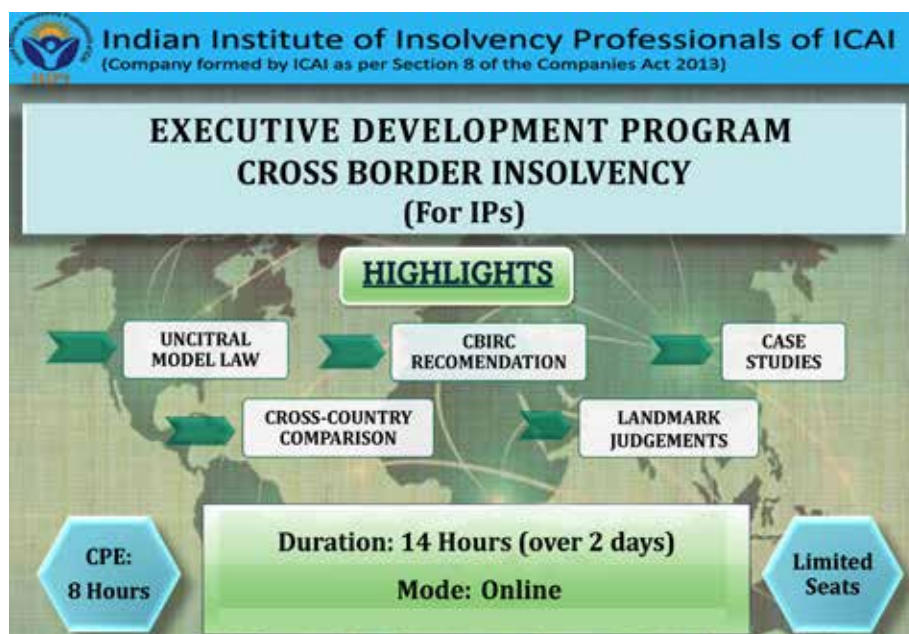 Indian Institute of Insolvency Professionals of ICAI
(Company formed by ICAI as per Section 8 of the Companies Act 2013)
EXECUTIVE DEVELOPMENT PROGRAM
CROSS BORDER INSOLVENCY
(For IPs)
HIGHLIGHTS
UNCITRAL
MODEL LAW
CBIRC
RECOMENDATION
CASE
STUDIES
CROSS-COUNTRY
COMPARISON
LANDMARK
JUDGEMENTS
CPE:
8 Hours
Duration: 14 Hours (over 2 days)
Mode: Online
Limited
Seats